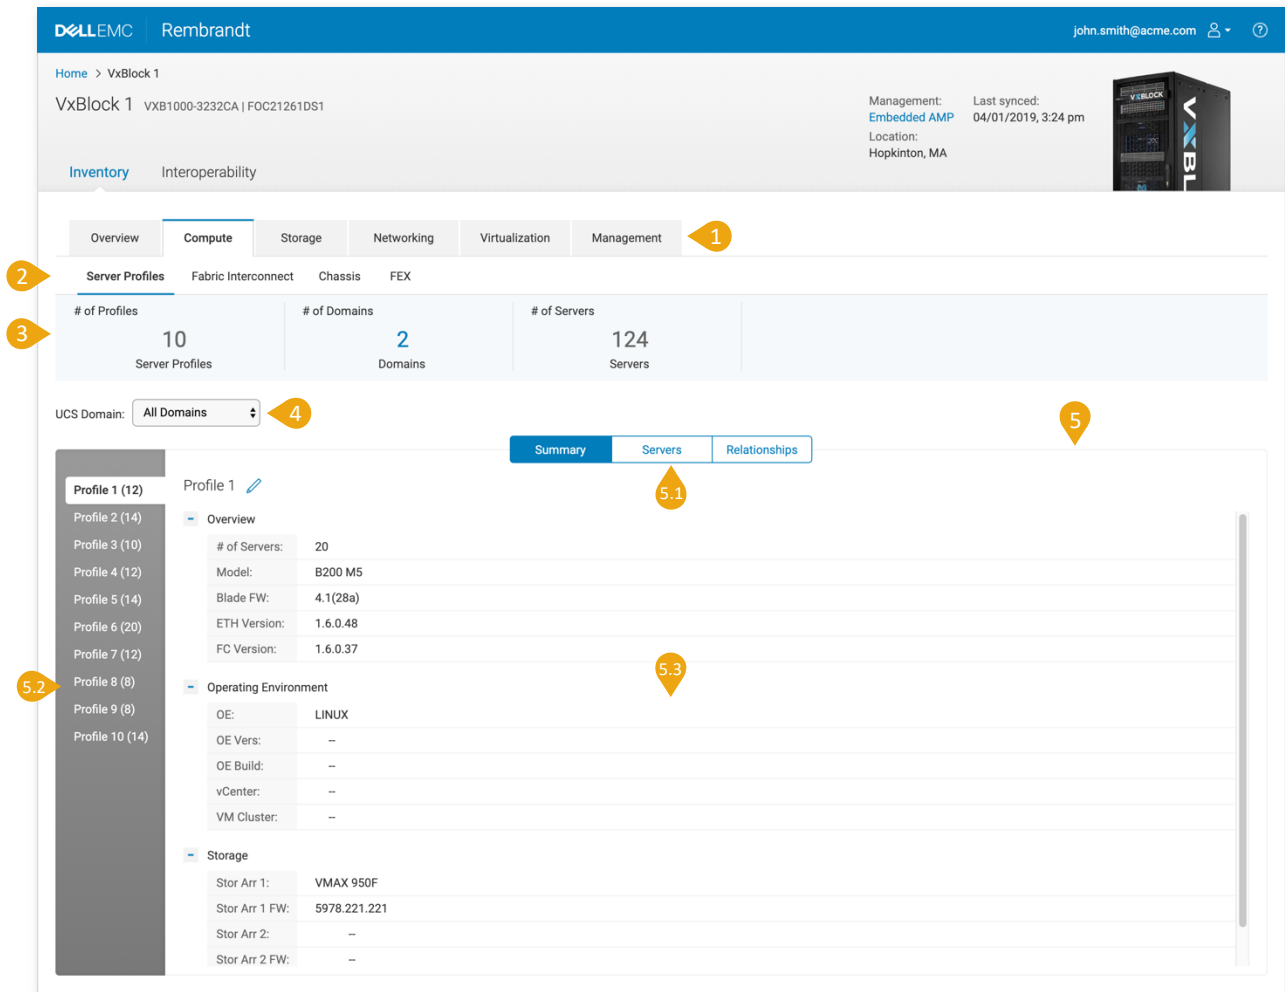 DELLEMC Rembrandt john.smith@acme.com
Home > VxBlock 1
VxBlock 1 VXB1000-3232CA | FOC21261DS1
Management: Last synced:
Embedded AMP 04/01/2019, 3:24 pm
Location:
Hopkinton, MA
VXBLOCK
VXBL
Inventory Interoperability
Overview Compute Storage Networking Virtualization Management 1
2 Server Profiles Fabric Interconnect Chassis FEX
# of Profiles # of Domains # of Servers
3 10 2 124
Server Profiles Domains Servers
UCS Domain: All Domains 4
5
Summary Servers Relationships
5.1
Profile 1 (12)
Profile 2 (14)
Profile 3 (10)
Profile 4 (12)
Profile 5 (14)
Profile 6 (20)
Profile 7 (12)
5.2 Profile 8 (8)
Profile 9 (8)
Profile 10 (14)
Profile 1
Overview
# of Servers: 20
Model: B200 M5
Blade FW: 4.1(28a)
ETH Version: 1.6.0.48
FC Version: 1.6.0.37
5.3
Operating Environment
OE: LINUX
OE Vers: --
OE Build: --
vCenter: --
VM Cluster: --
Storage
Stor Arr 1: VMAX 950F
Stor Arr 1 FW: 5978.221.221
Stor Arr 2: --
Stor Arr 2 FW: --